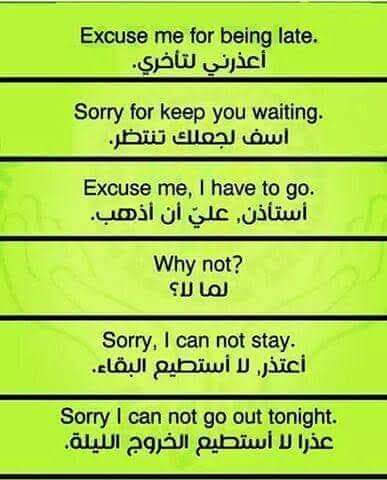 Excuse me for being late.
أعذرني لتأخري.
Sorry for keep you waiting.
اسف لجعلك تنتظر.
Excuse me, I have to go.
أستأذن, عليّ أن أذهب.
Why not?
لما لا؟
Sorry, I can not stay.
أعتذر, لا أستطيع البقاء.
Sorry I can not go out tonight.
عذرا لا أستطيع الخروج الليلة.